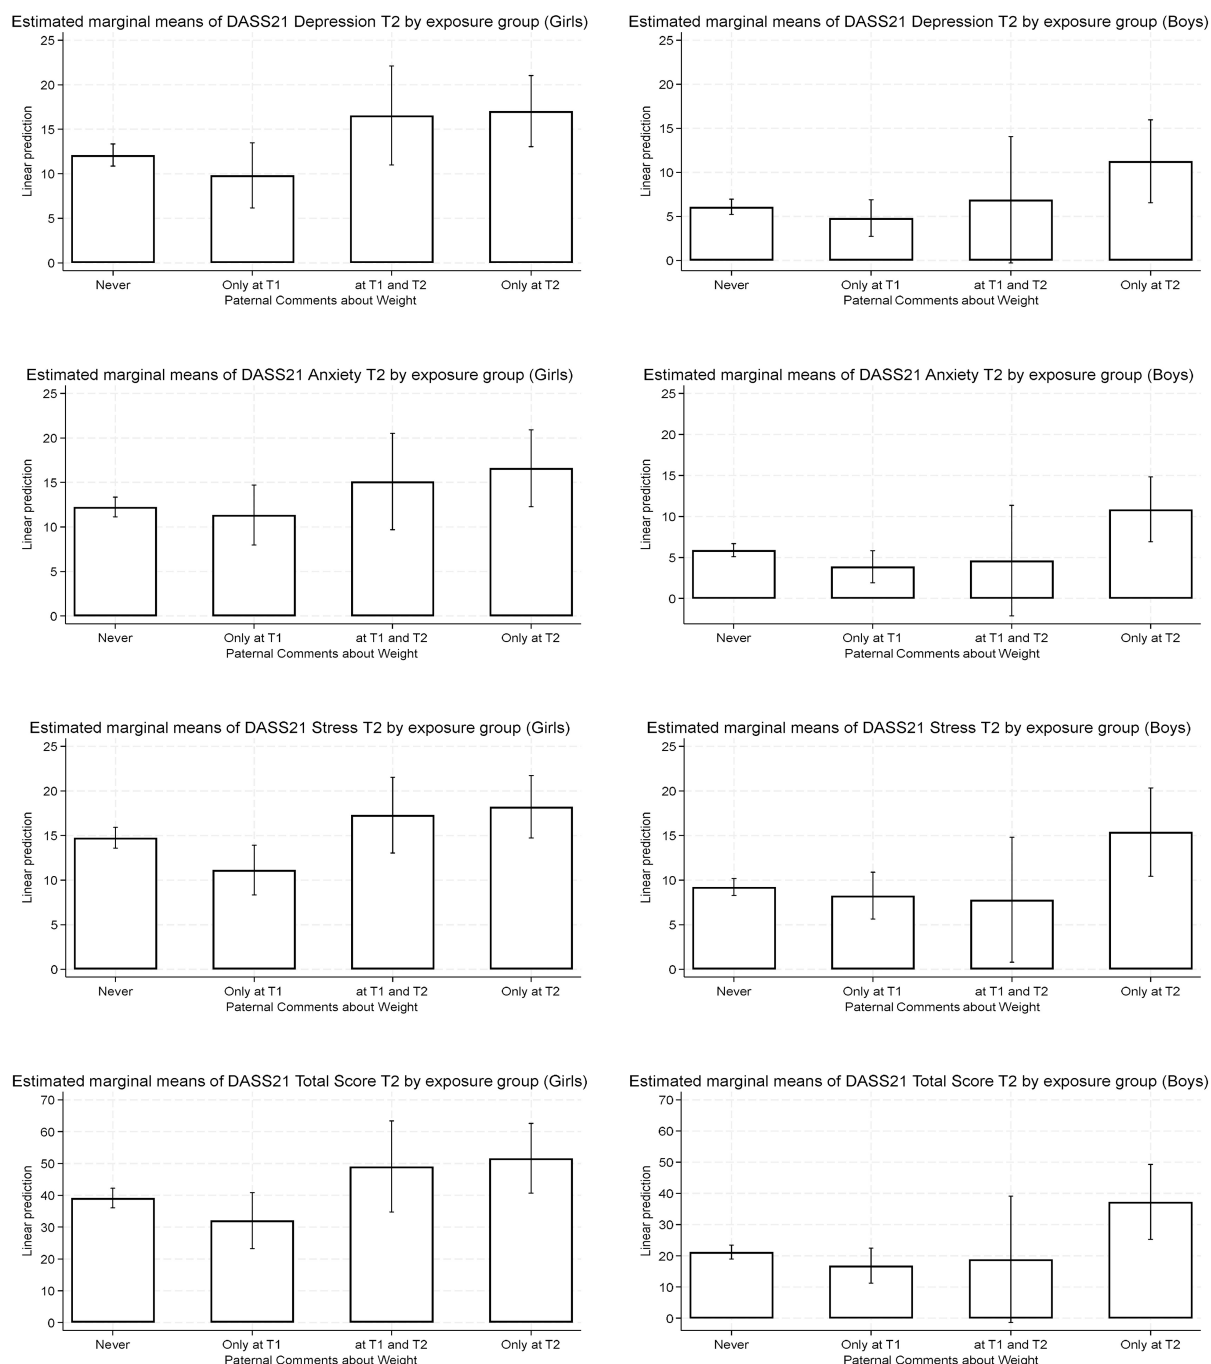 Estimated marginal means of DASS21 Depression T2 by exposure group (Girls)
25
20
15
10
5
0
Linear prediction
Never Only at T1 at T1 and T2 Only at T2
Paternal Comments about Weight
Estimated marginal means of DASS21 Depression T2 by exposure group (Boys)
25
20
15
10
5
0
Linear prediction
Never Only at T1 at T1 and T2 Only at T2
Paternal Comments about Weight
Estimated marginal means of DASS21 Anxiety T2 by exposure group (Girls)
25
20
15
10
5
0
Linear prediction
Never Only at T1 at T1 and T2 Only at T2
Paternal Comments about Weight
Estimated marginal means of DASS21 Anxiety T2 by exposure group (Boys)
25
20
15
10
5
0
Linear prediction
Never Only at T1 at T1 and T2 Only at T2
Paternal Comments about Weight
Estimated marginal means of DASS21 Stress T2 by exposure group (Girls)
25
20
15
10
5
0
Linear prediction
Never Only at T1 at T1 and T2 Only at T2
Paternal Comments about Weight
Estimated marginal means of DASS21 Stress T2 by exposure group (Boys)
25
20
15
10
5
0
Linear prediction
Never Only at T1 at T1 and T2 Only at T2
Paternal Comments about Weight
Estimated marginal means of DASS21 Total Score T2 by exposure group (Girls)
70
60
50
40
30
20
10
0
Linear prediction
Never Only at T1 at T1 and T2 Only at T2
Paternal Comments about Weight
Estimated marginal means of DASS21 Total Score T2 by exposure group (Boys)
70
60
50
40
30
20
10
0
Linear prediction
Never Only at T1 at T1 and T2 Only at T2
Paternal Comments about Weight